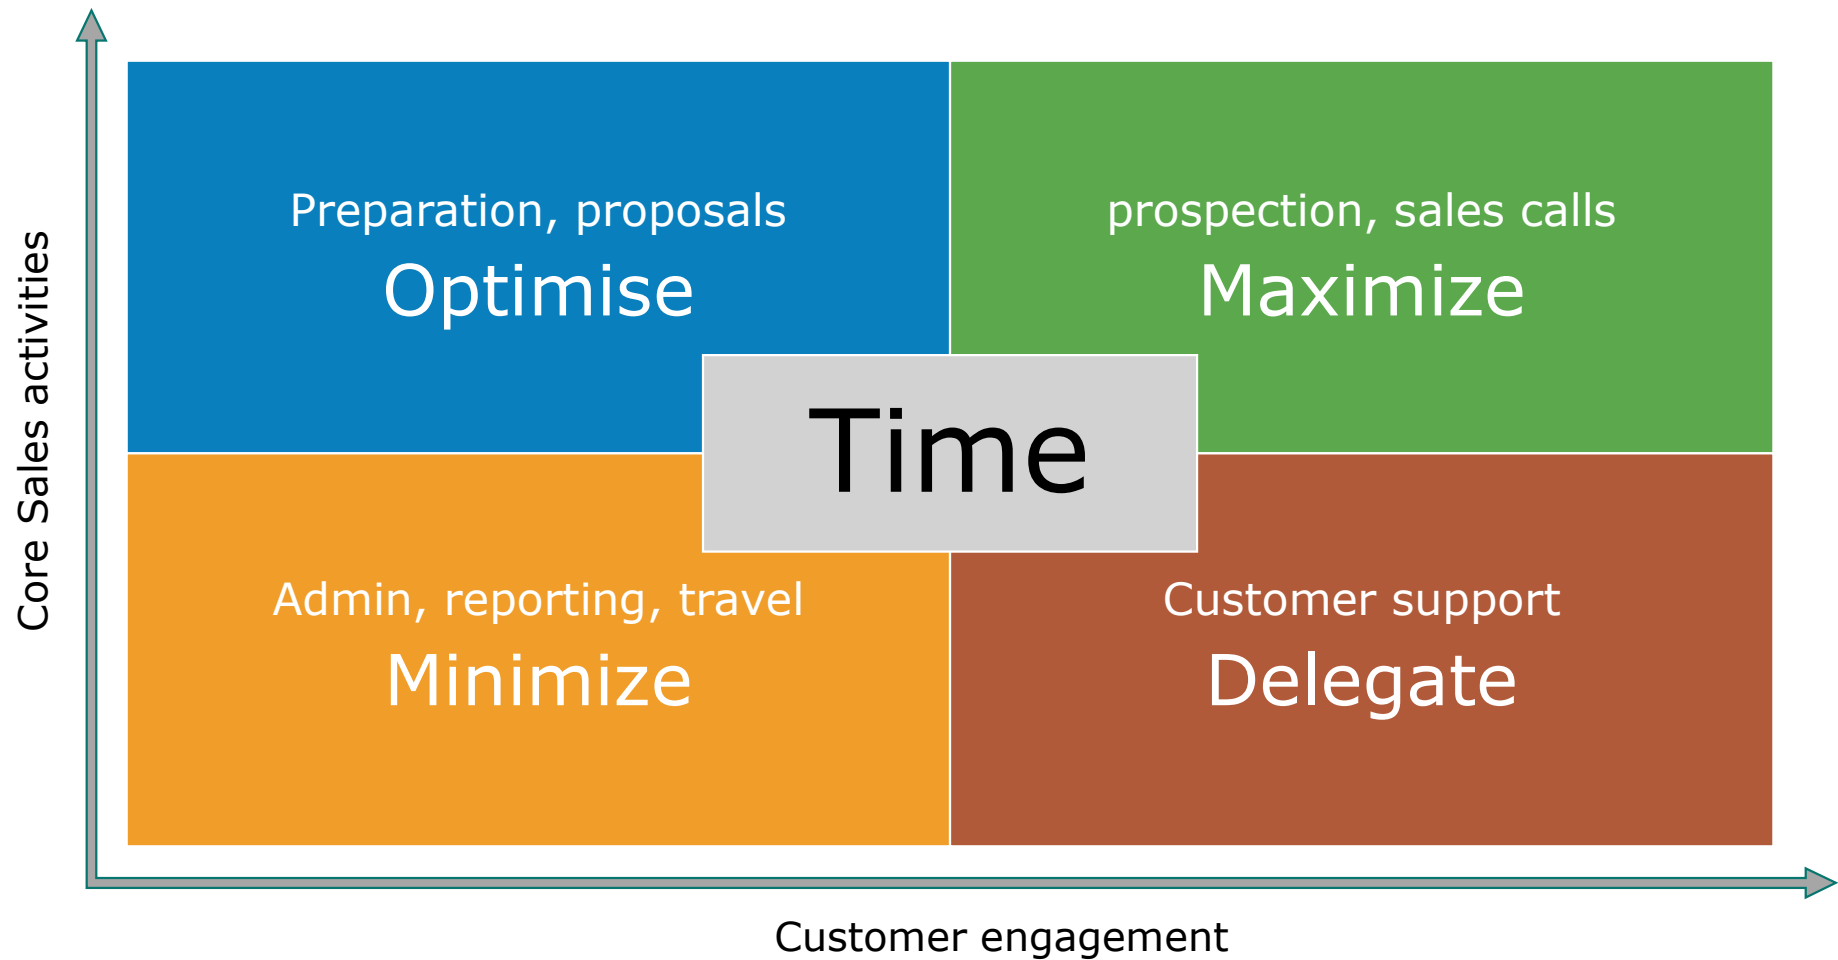 Core Sales activities
Preparation, proposals
Optimise
prospection, sales calls
Maximize
Time
Admin, reporting, travel
Minimize
Customer support
Delegate
Customer engagement